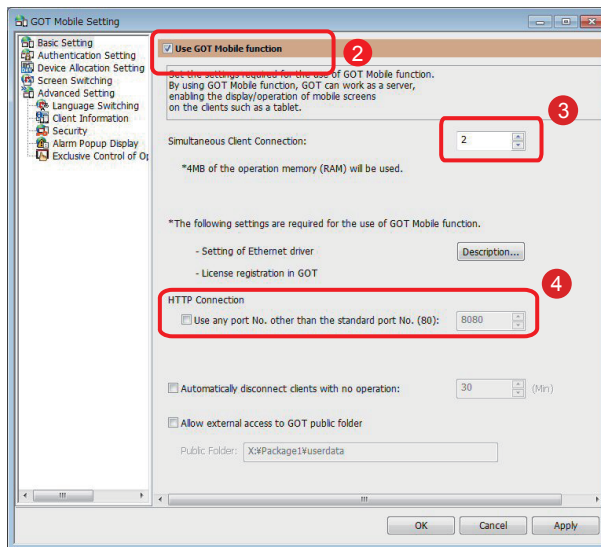 GOT Mobile Setting
Basic Setting
Authentication Setting
Device Allocation Setting
Screen Switching
Advanced Setting
Language Switching
Client Information
Security
Alarm Popup Display
Exclusive Control of Op
Use GOT Mobile function
2
Set the settings required for the use of GOT Mobile function.
By using GOT Mobile function, GOT can work as a server,
enabling the display/operation of mobile screens
on the clients such as a tablet.
3
Simultaneous Client Connection: 2
*4MB of the operation memory (RAM) will be used.
*The following settings are required for the use of GOT Mobile function.
- Setting of Ethernet driver Description...
- License registration in GOT
4
HTTP Connection
Use any port No. other than the standard port No. (80): 8080
Automatically disconnect clients with no operation: 30 (Min)
Allow external access to GOT public folder
Public Folder: X:¥Package1¥userdata
OK Cancel Apply